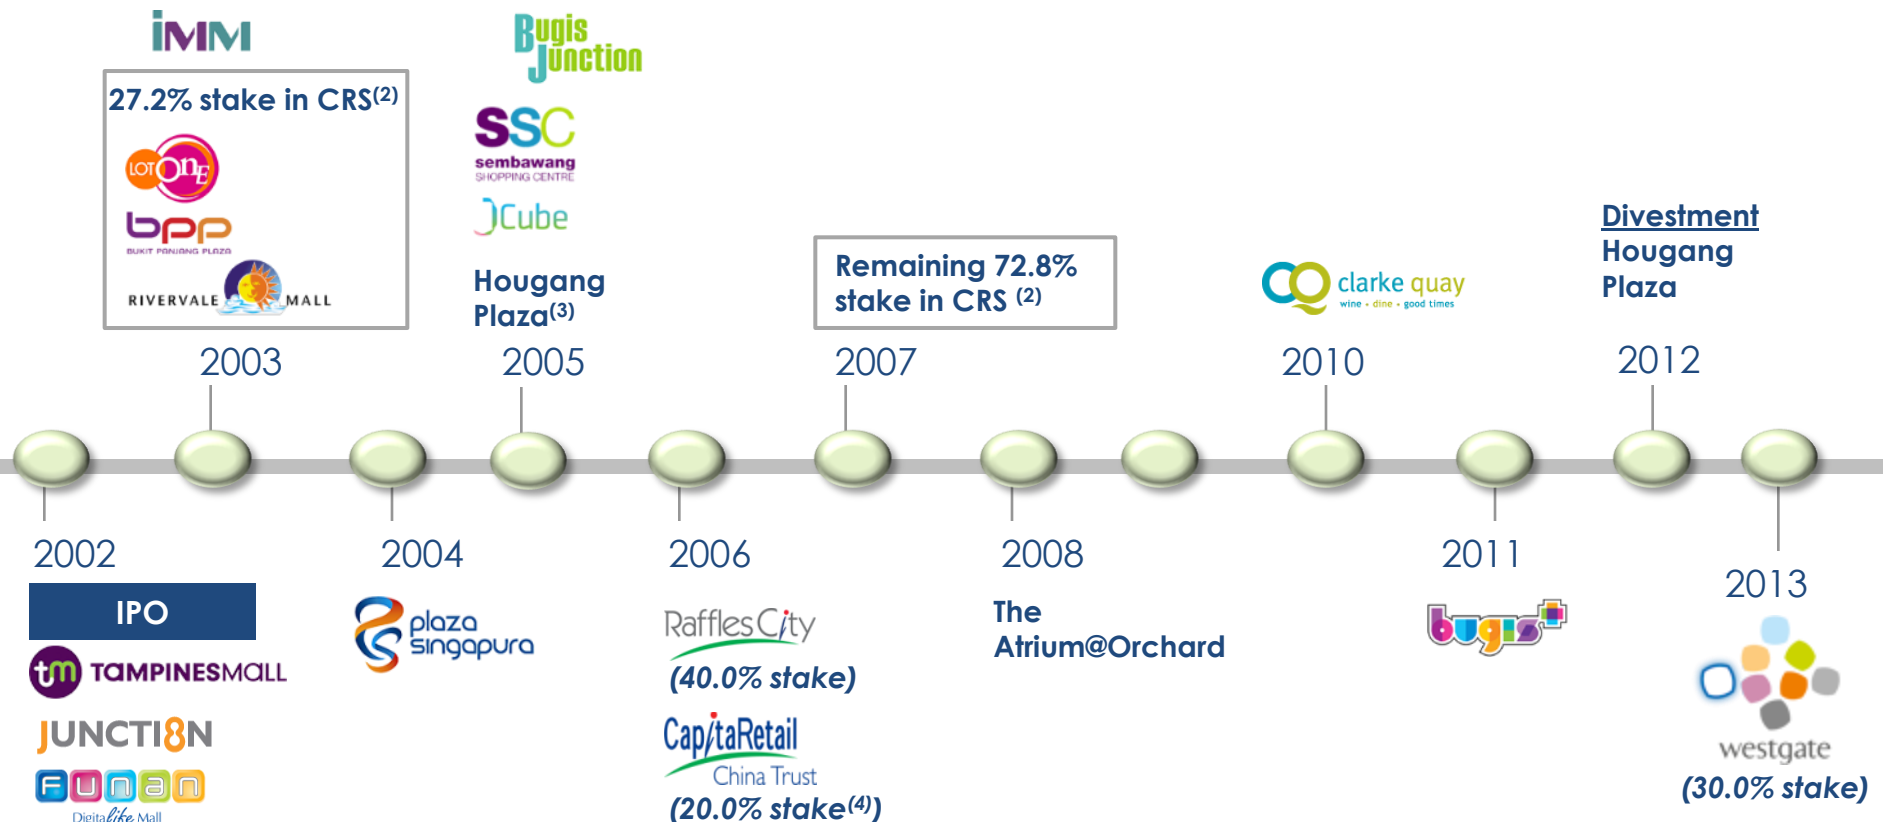 iMM
27.2% stake in CRS(2)
LOT OnE
bpp
BUKIT PANJANG PLAZA
RIVERVALE MALL
2003
Bugis
Junction
SSC
sembawang
SHOPPING CENTRE
JCube
Hougang
Plaza(3)
2005
Remaining 72.8%
stake in CRS (2)
2007
CQ clarke quay
wine • dine • good times
2010
Divestment
Hougang
Plaza
2012
2002
IPO
tm TAMPINESMALL
JUNCTI8N
Funan
Digitalife Mall
2004
plaza
singapura
2006
Raffles City
(40.0% stake)
CapitaRetail
China Trust
(20.0% stake(4))
2008
The
Atrium@Orchard
2011
bugis+
2013
westgate
(30.0% stake)